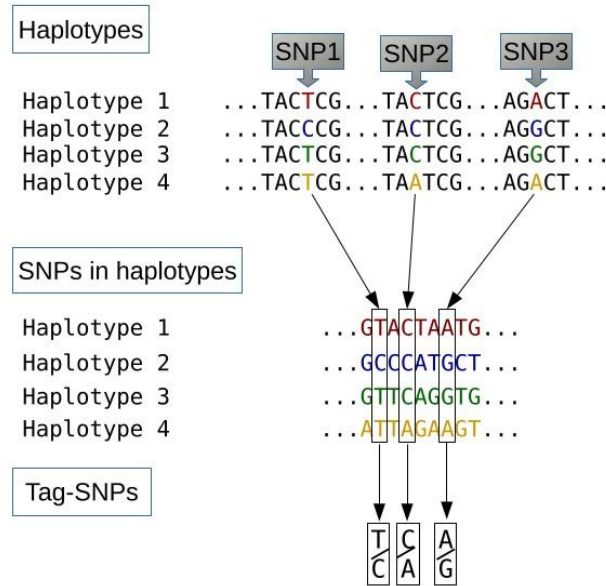 Haplotypes
SNP1 SNP2 SNP3
Haplotype 1 ...TACTCG...TACTCG...AGACT...
Haplotype 2 ...TACCCG...TACTCG...AGGCT...
Haplotype 3 ...TACTCG...TACTCG...AGGCT...
Haplotype 4 ...TACTCG...TAATCG...AGACT...
SNPs in haplotypes
Haplotype 1 ...GTACTAATG...
Haplotype 2 ...GCCCATGCT...
Haplotype 3 ...GTTCAGGTG...
Haplotype 4 ...ATTAGAAGT...
Tag-SNPs
T/C C/A A/G